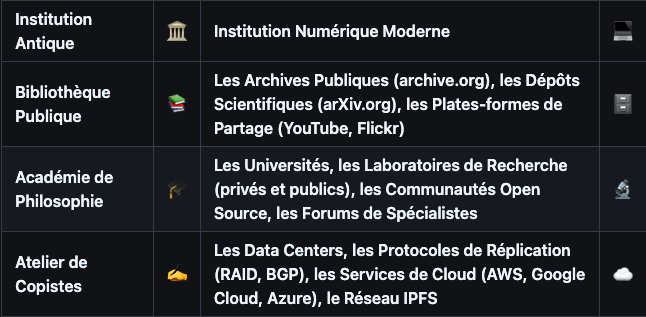 Institution Antique
🏛️
Institution Numérique Moderne
💻
Bibliothèque Publique
📚
Les Archives Publiques (archive.org), les Dépôts
Scientifiques (arXiv.org), les Plates-formes de
Partage (YouTube, Flickr)
🗄️
Académie de Philosophie
🎓
Les Universités, les Laboratoires de Recherche
(privés et publics), les Communautés Open
Source, les Forums de Spécialistes
🔬
Atelier de Copistes
✍️
Les Data Centers, les Protocoles de Réplication
(RAID, BGP), les Services de Cloud (AWS, Google
Cloud, Azure), le Réseau IPFS
☁️